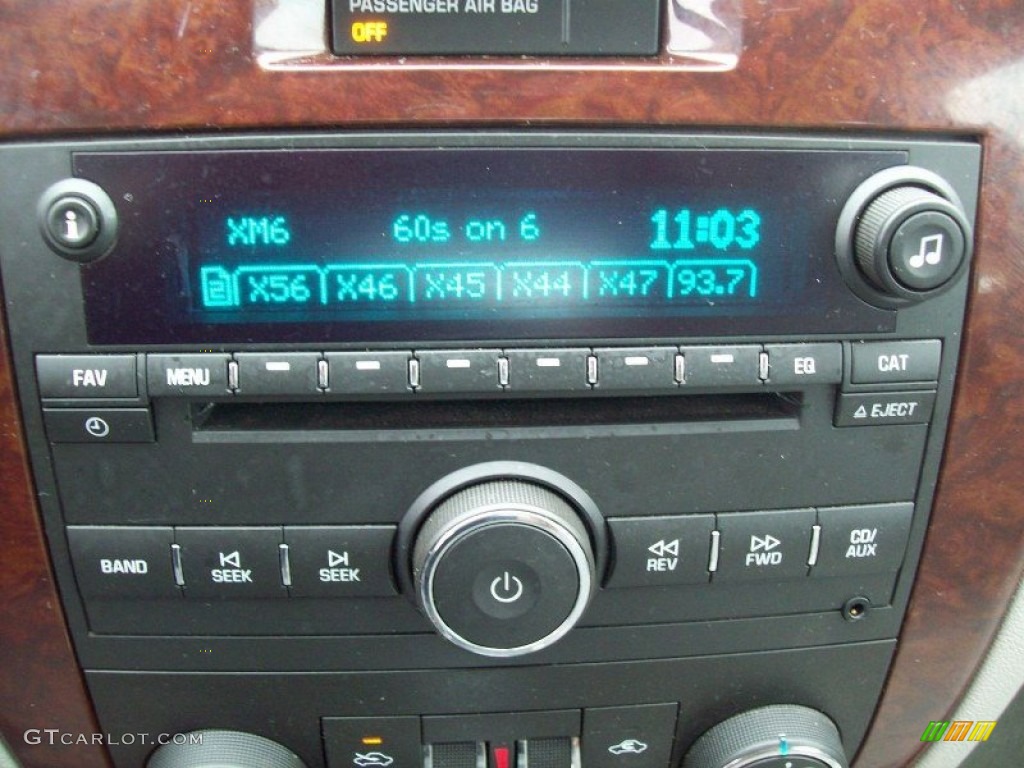 PASSENGER AIR BAG
OFF
i
XM6 60s on 6 11:03
2 X56 X46 X45 X44 X47 93.7
FAV MENU EQ CAT
EJECT
BAND SEEK SEEK REV FWD CD/
AUX
GTCARLOT.COM